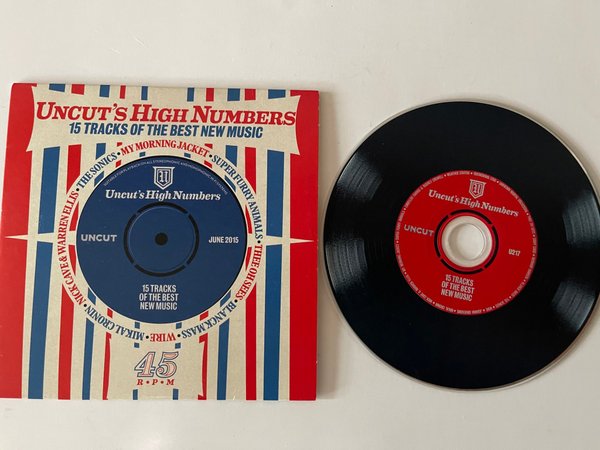 UNCUT'S HIGH NUMBERS
15 TRACKS OF THE BEST NEW MUSIC
NICK CAVE & WARREN ELLIS • THE SONICS • MY MORNING JACKET • SUPER FURRY ANIMALS • THEE OH SEES • BLANCK MASS • WIRE • MIKAL CRONIN •
Uncut's High Numbers
UNCUT
JUNE 2015
15 TRACKS
OF THE BEST
NEW MUSIC
45
R • P • M
Uncut's High Numbers
UNCUT
U217
15 TRACKS
OF THE BEST
NEW MUSIC